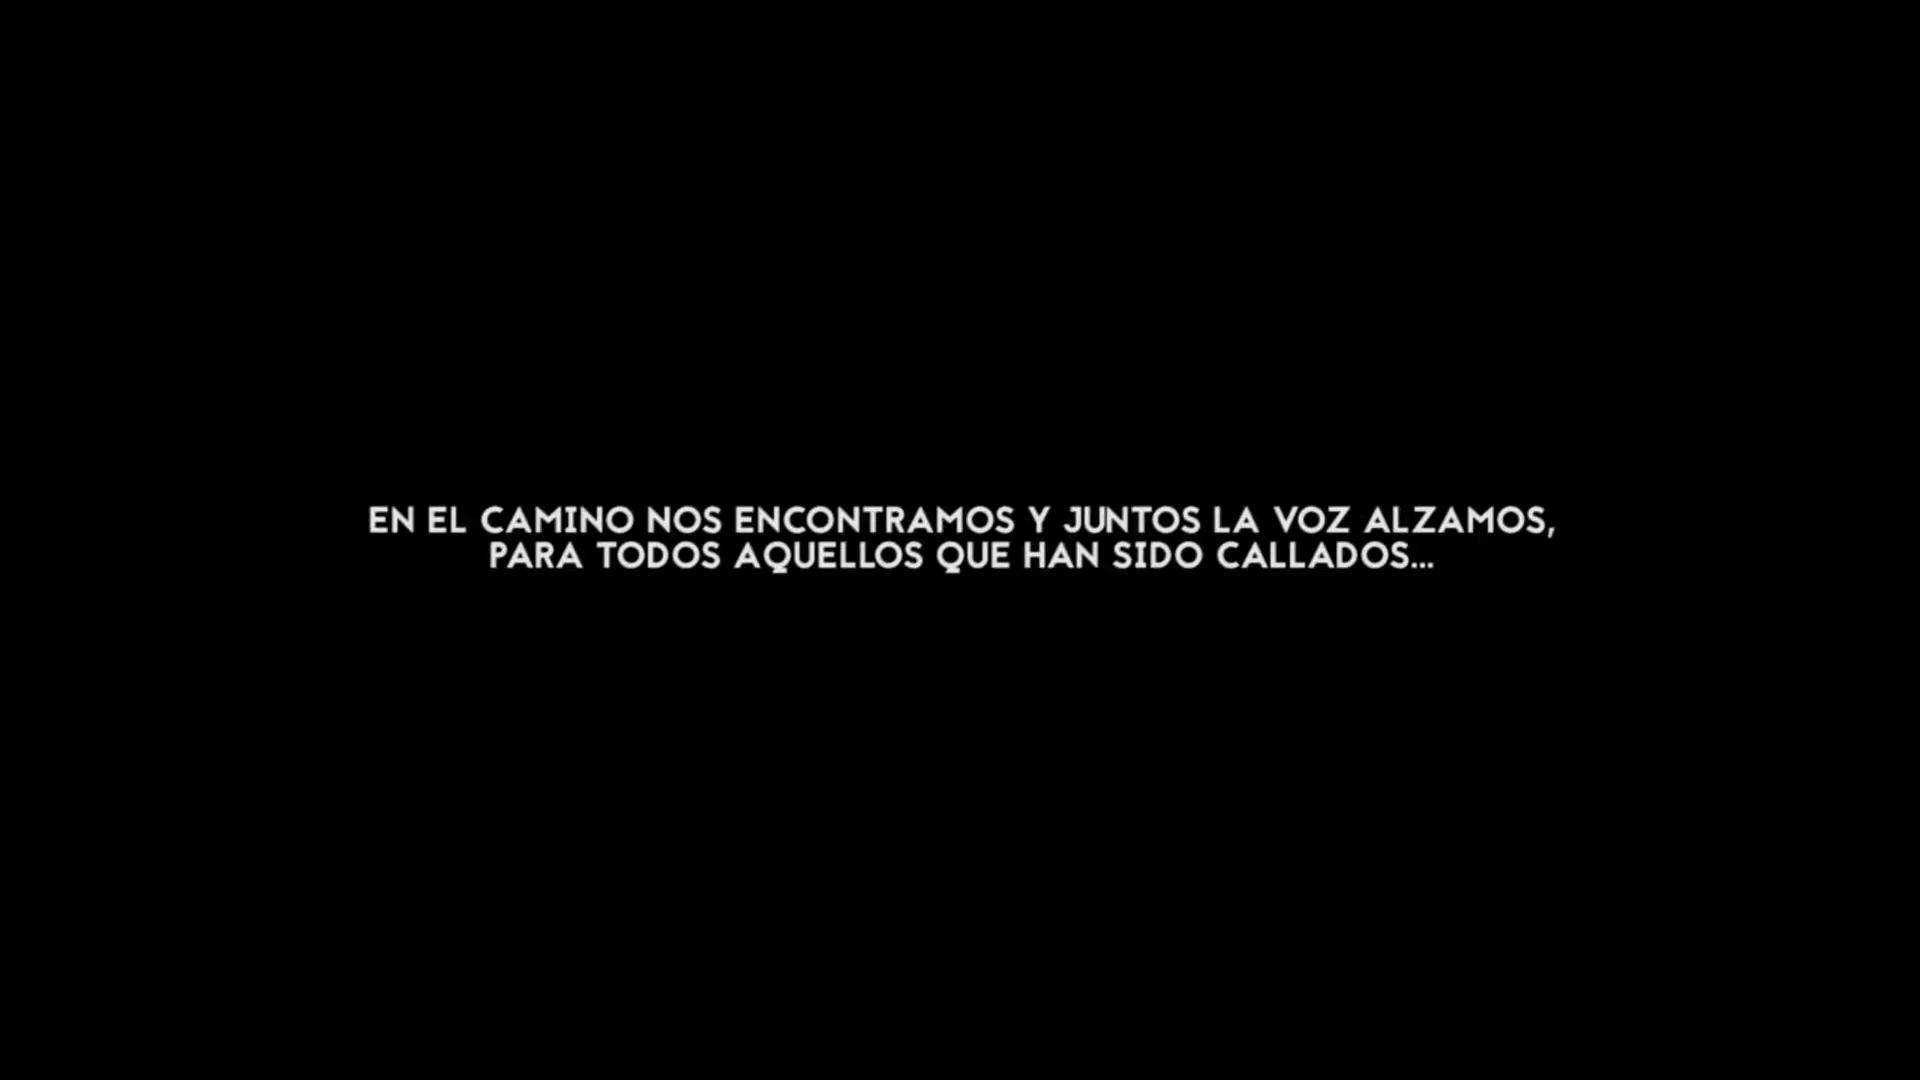 EN EL CAMINO NOS ENCONTRAMOS Y JUNTOS LA VOZ ALZAMOS,
PARA TODOS AQUELLOS QUE HAN SIDO CALLADOS...